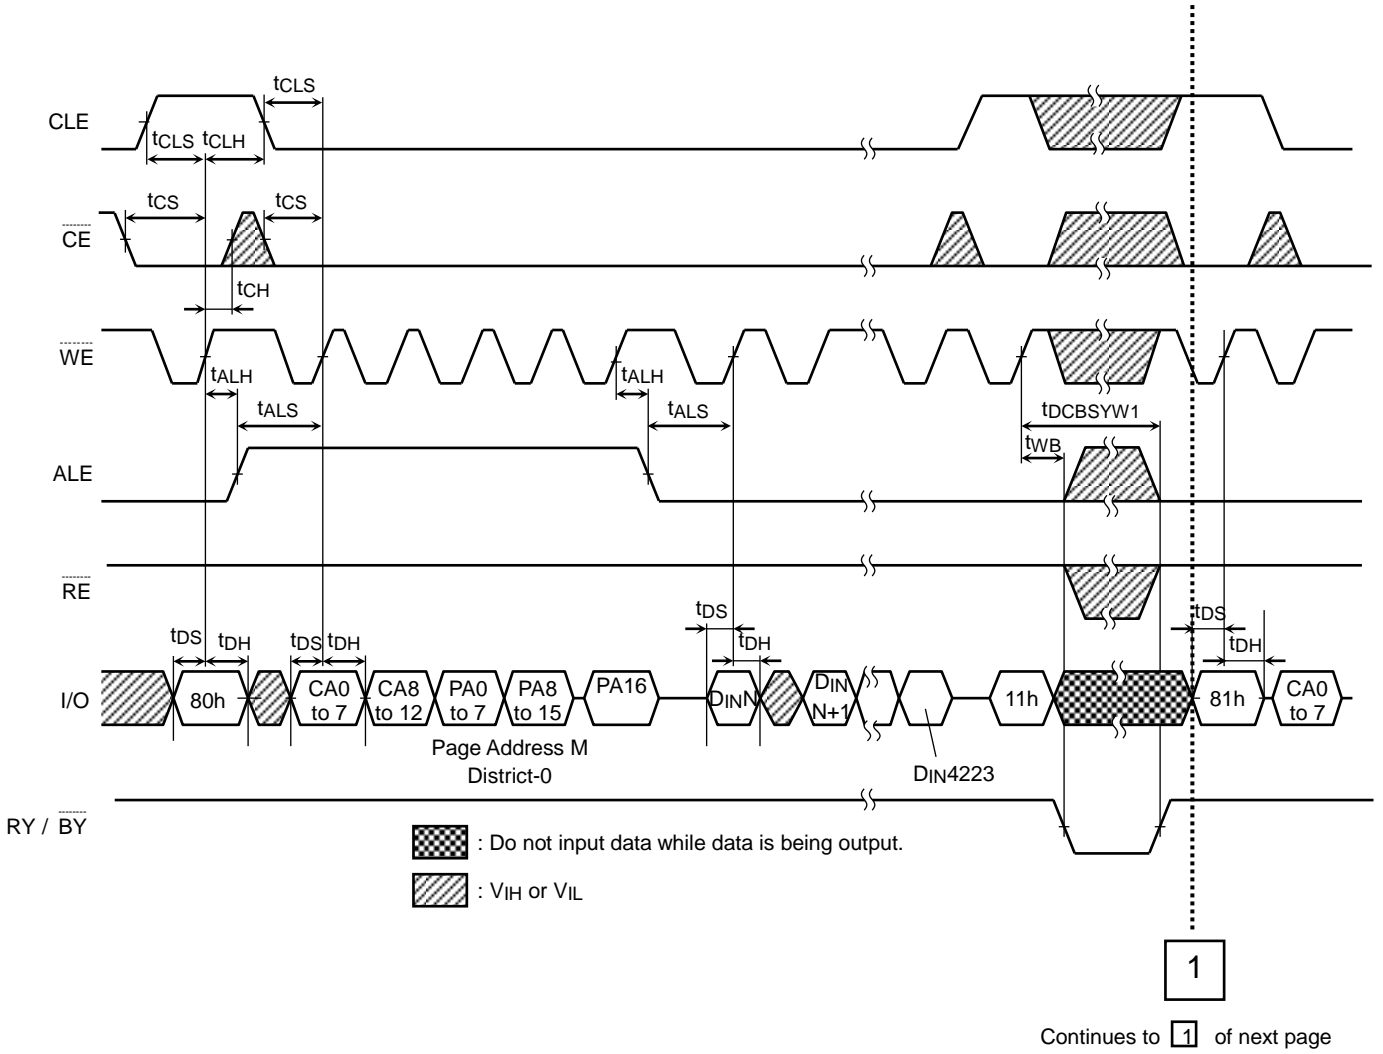 tCLS
CLE
tCLS tCLH
tCS tCS
CE
tCH
WE
tALH tALH
tALS tALS tDCBSYW1
tWB
ALE
RE
tDS tDS
tDS tDH tDS tDH tDH tDH
I/O
80h
CA0 to 7
CA8 to 12
PA0 to 7
PA8 to 15
PA16
DINN
DIN N+1
11h
81h
CA0 to 7
Page Address M
District-0
DIN4223
RY / BY
: Do not input data while data is being output.
: VIH or VIL
1
Continues to 1 of next page